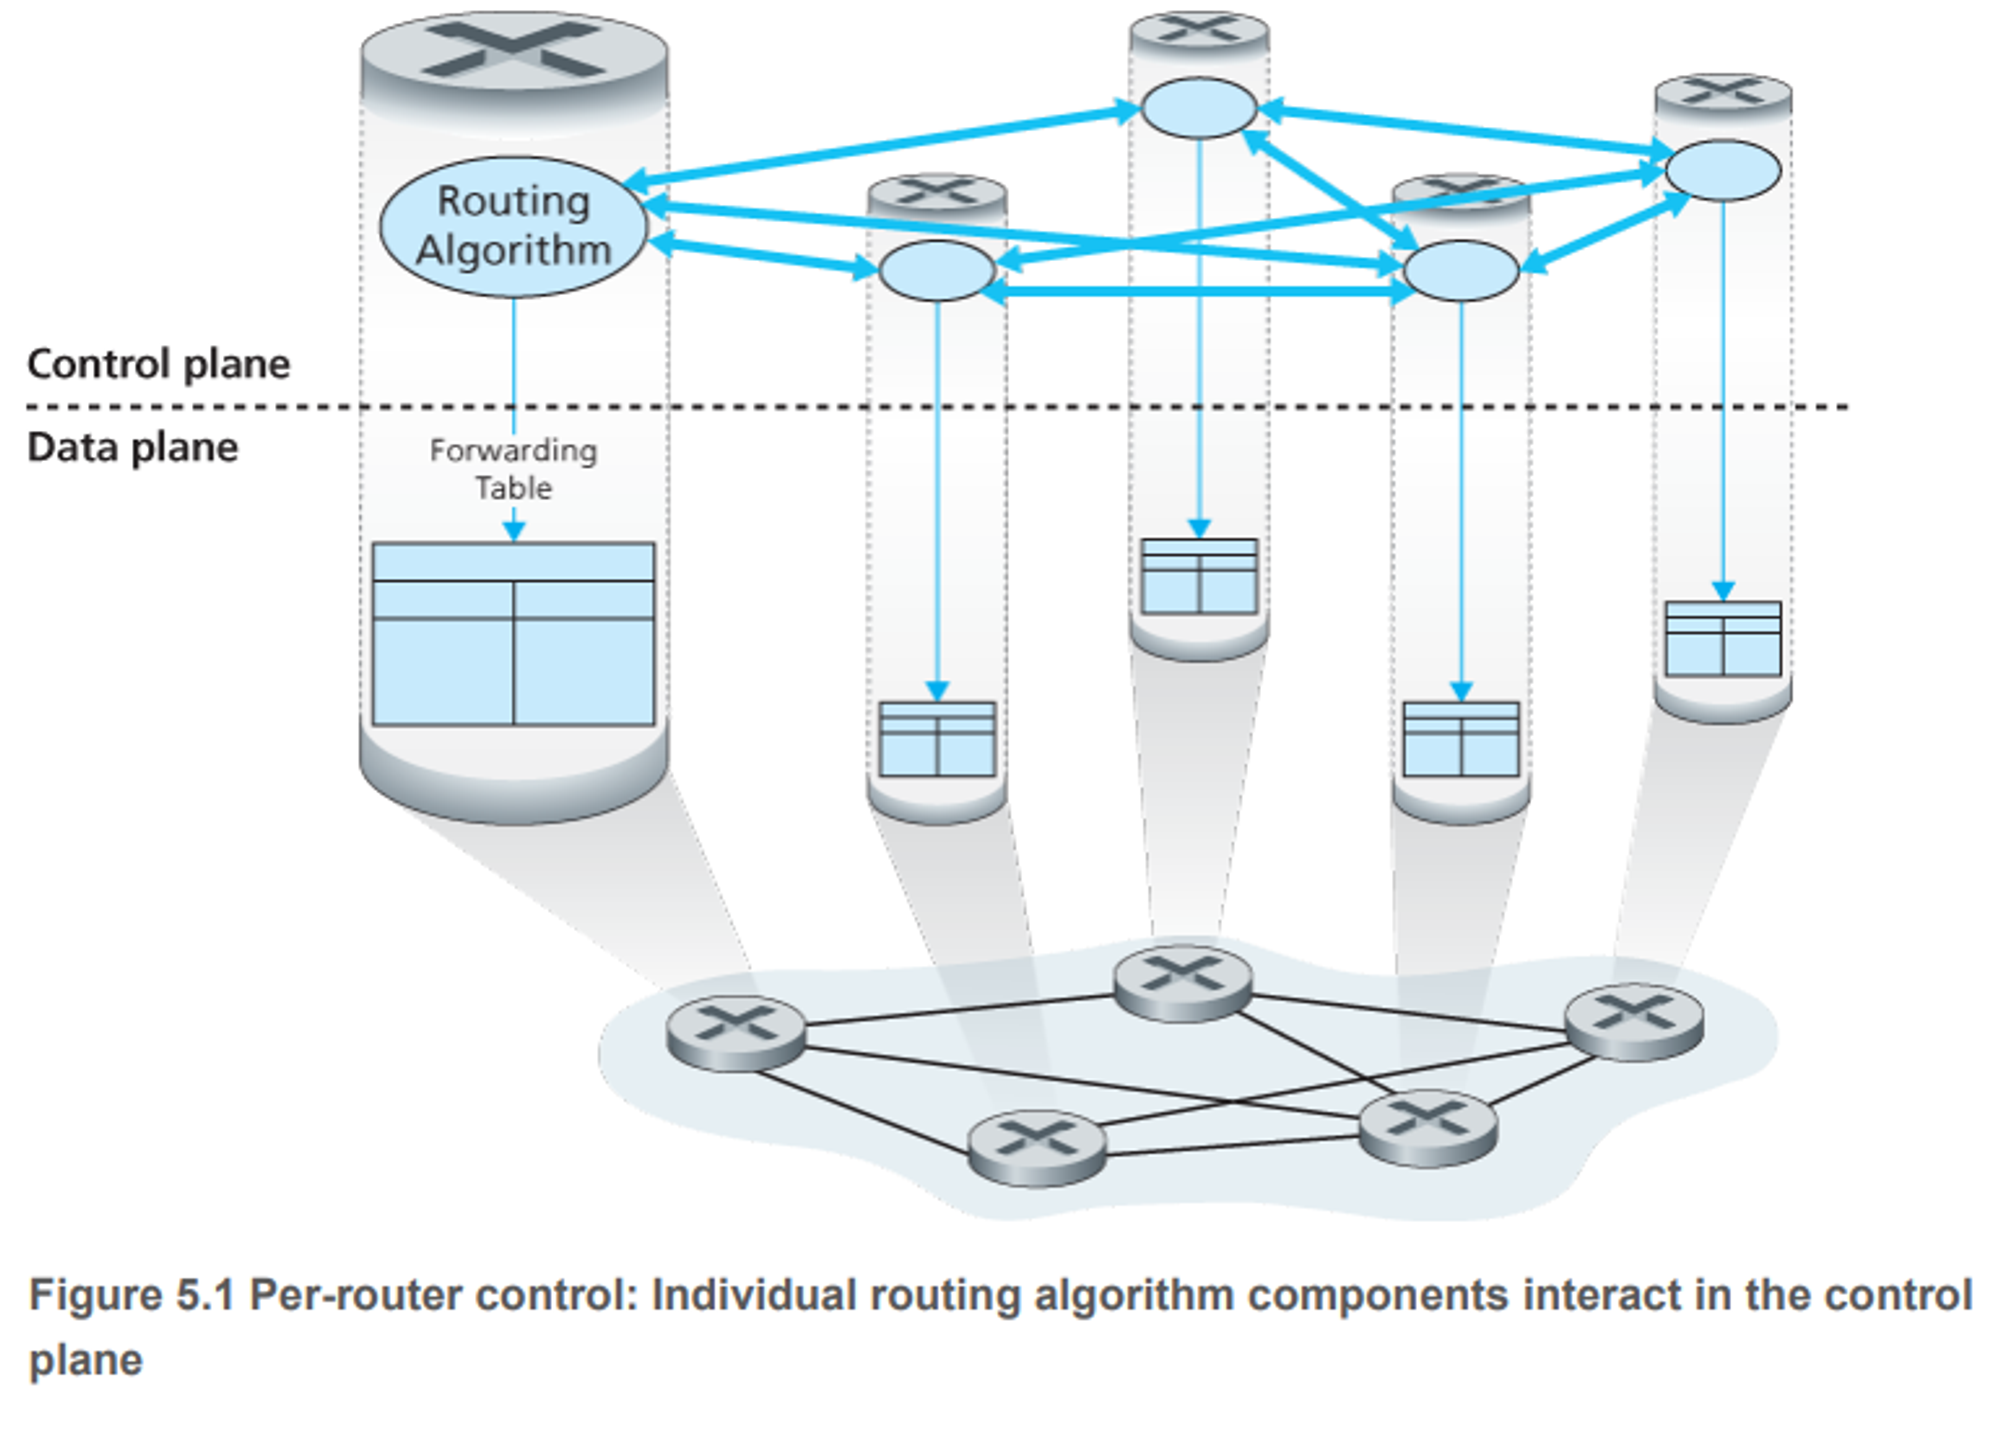 Routing
Algorithm
Control plane
Data plane
Forwarding
Table
Figure 5.1 Per-router control: Individual routing algorithm components interact in the control
plane